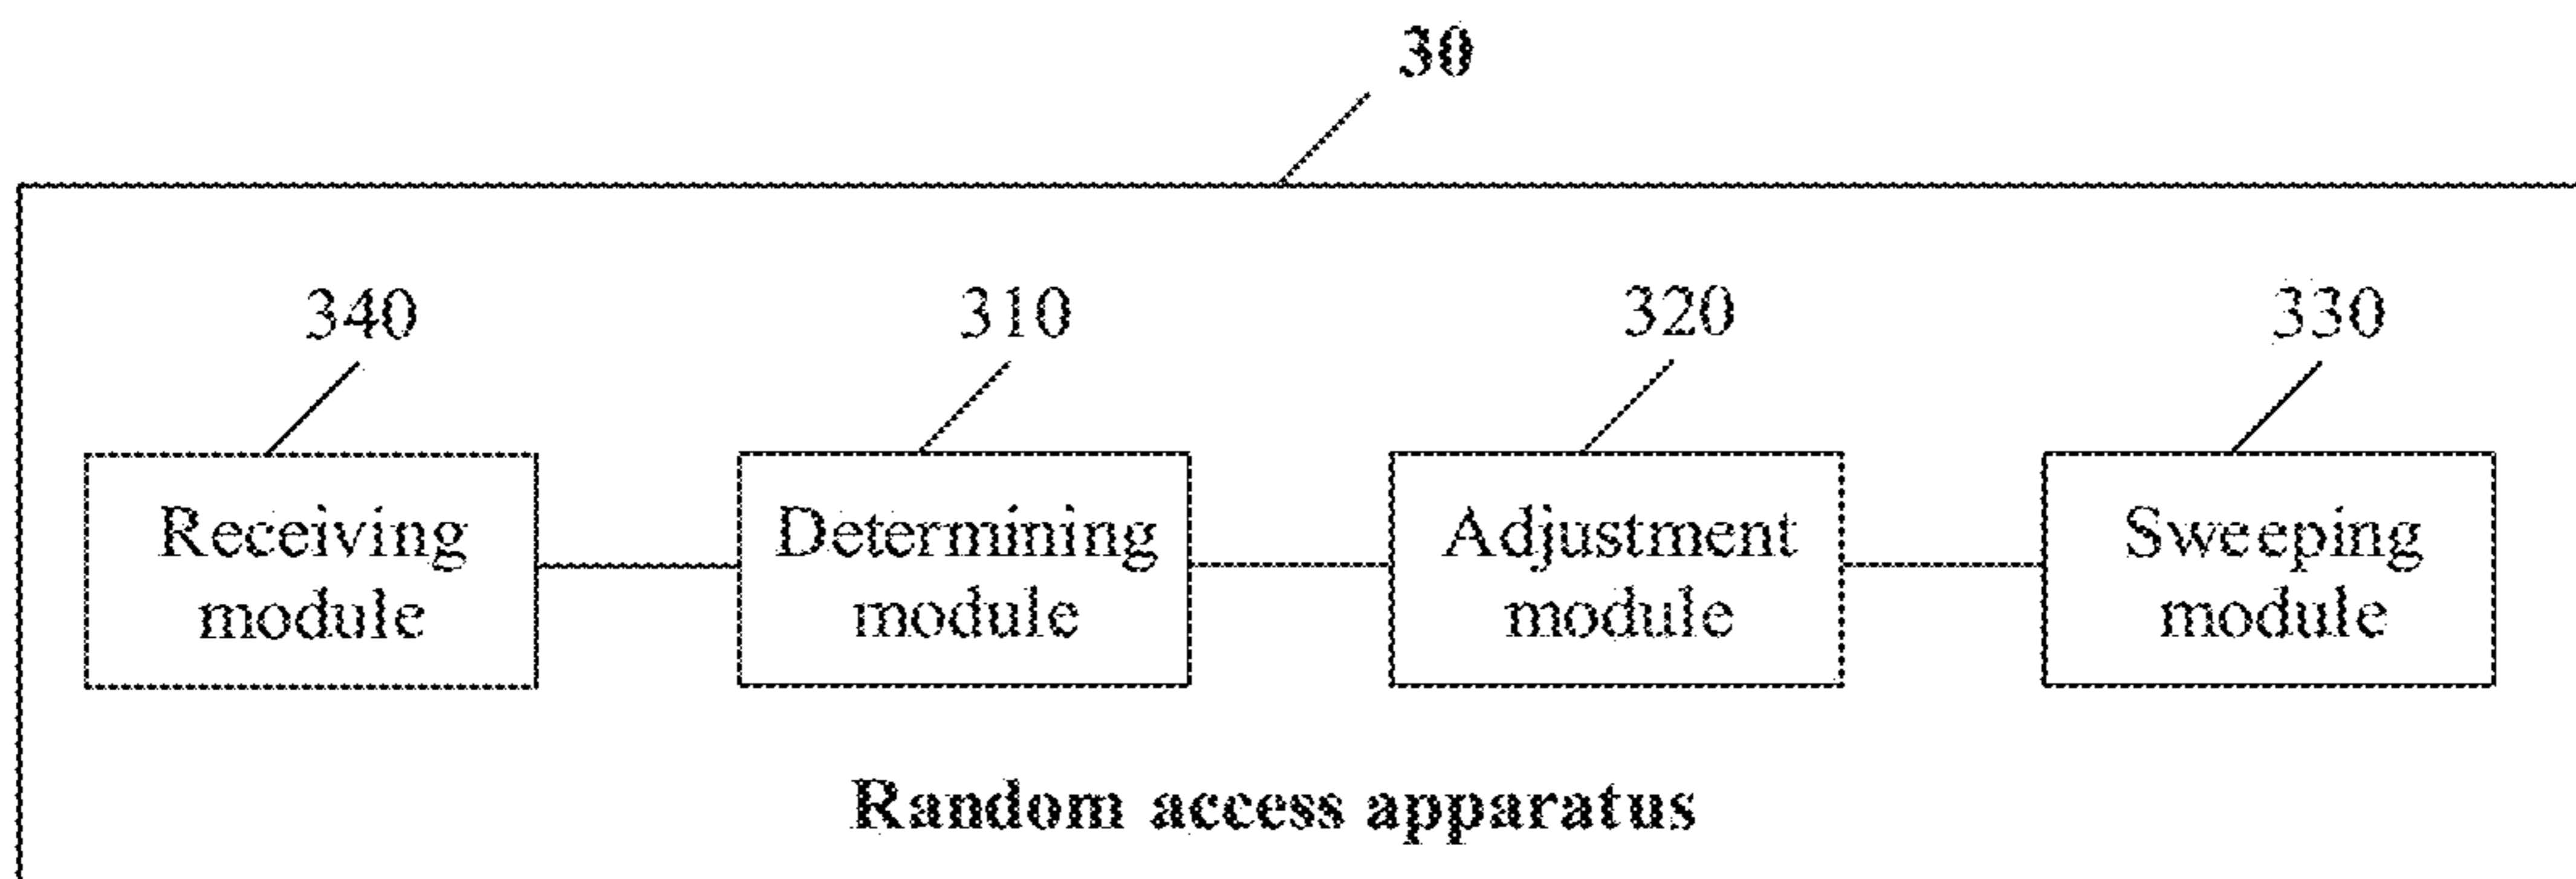 30
340
310
320
330
Receiving
module
Determining
module
Adjustment
module
Sweeping
module
Random access apparatus